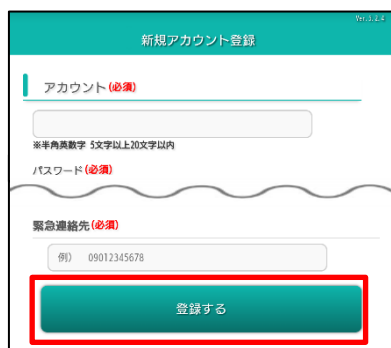 Ver.3.2.4
新規アカウント登録
アカウント(必須)
※半角英数字 5文字以上20文字以内
パスワード(必須)
緊急連絡先(必須)
例) 09012345678
登録する